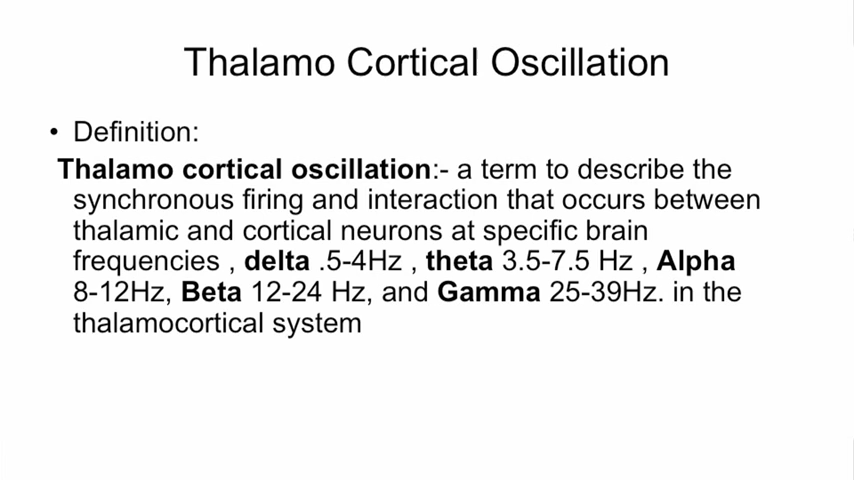 Thalamo Cortical Oscillation
• Definition:
Thalamo cortical oscillation:- a term to describe the
synchronous firing and interaction that occurs between
thalamic and cortical neurons at specific brain
frequencies , delta .5-4Hz , theta 3.5-7.5 Hz , Alpha
8-12Hz, Beta 12-24 Hz, and Gamma 25-39Hz. in the
thalamocortical system